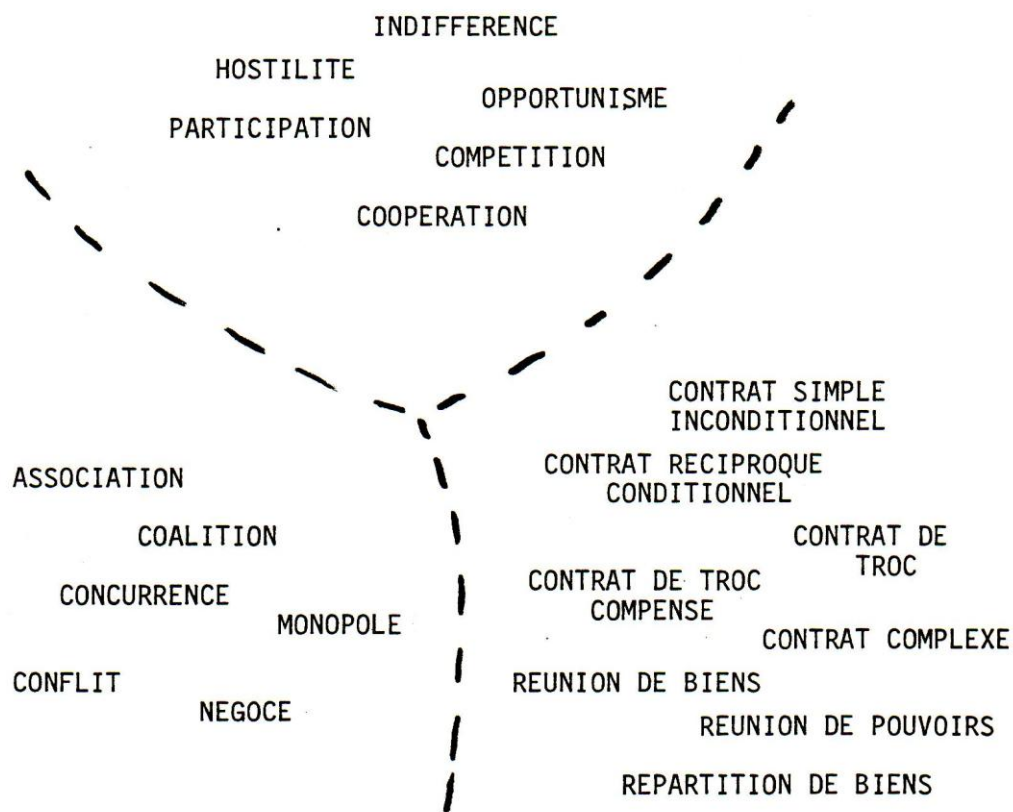 INDIFFERENCE
HOSTILITE
OPPORTUNISME
PARTICIPATION
COMPETITION
COOPERATION
ASSOCIATION
COALITION
CONCURRENCE
MONOPOLE
CONFLIT
NEGOCE
CONTRAT SIMPLE
INCONDITIONNEL
CONTRAT RECIPROQUE
CONDITIONNEL
CONTRAT DE
TROC
CONTRAT DE TROC
COMPENSE
CONTRAT COMPLEXE
REUNION DE BIENS
REUNION DE POUVOIRS
REPARTITION DE BIENS